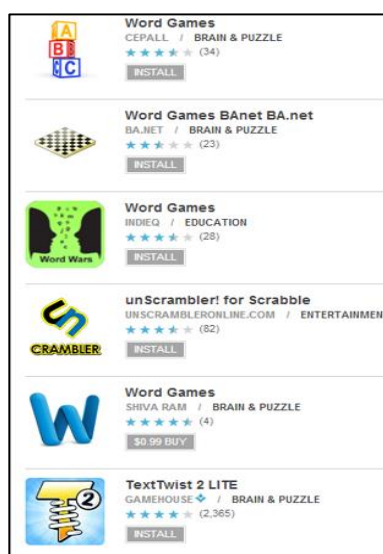 A
B
C
Word Games
CEPALL / BRAIN & PUZZLE
(34)
INSTALL
Word Games BAnet BA.net
BA.NET / BRAIN & PUZZLE
(23)
INSTALL
Word Wars
Word Games
INDIEQ / EDUCATION
(28)
INSTALL
un
CRAMBLER
unScrambler! for Scrabble
UNSCRAMBLERONLINE.COM / ENTERTAINMEN
(82)
INSTALL
W
Word Games
SHIVA RAM / BRAIN & PUZZLE
(4)
$0.99 BUY
2
TextTwist 2 LITE
GAMEHOUSE / BRAIN & PUZZLE
(2,365)
INSTALL